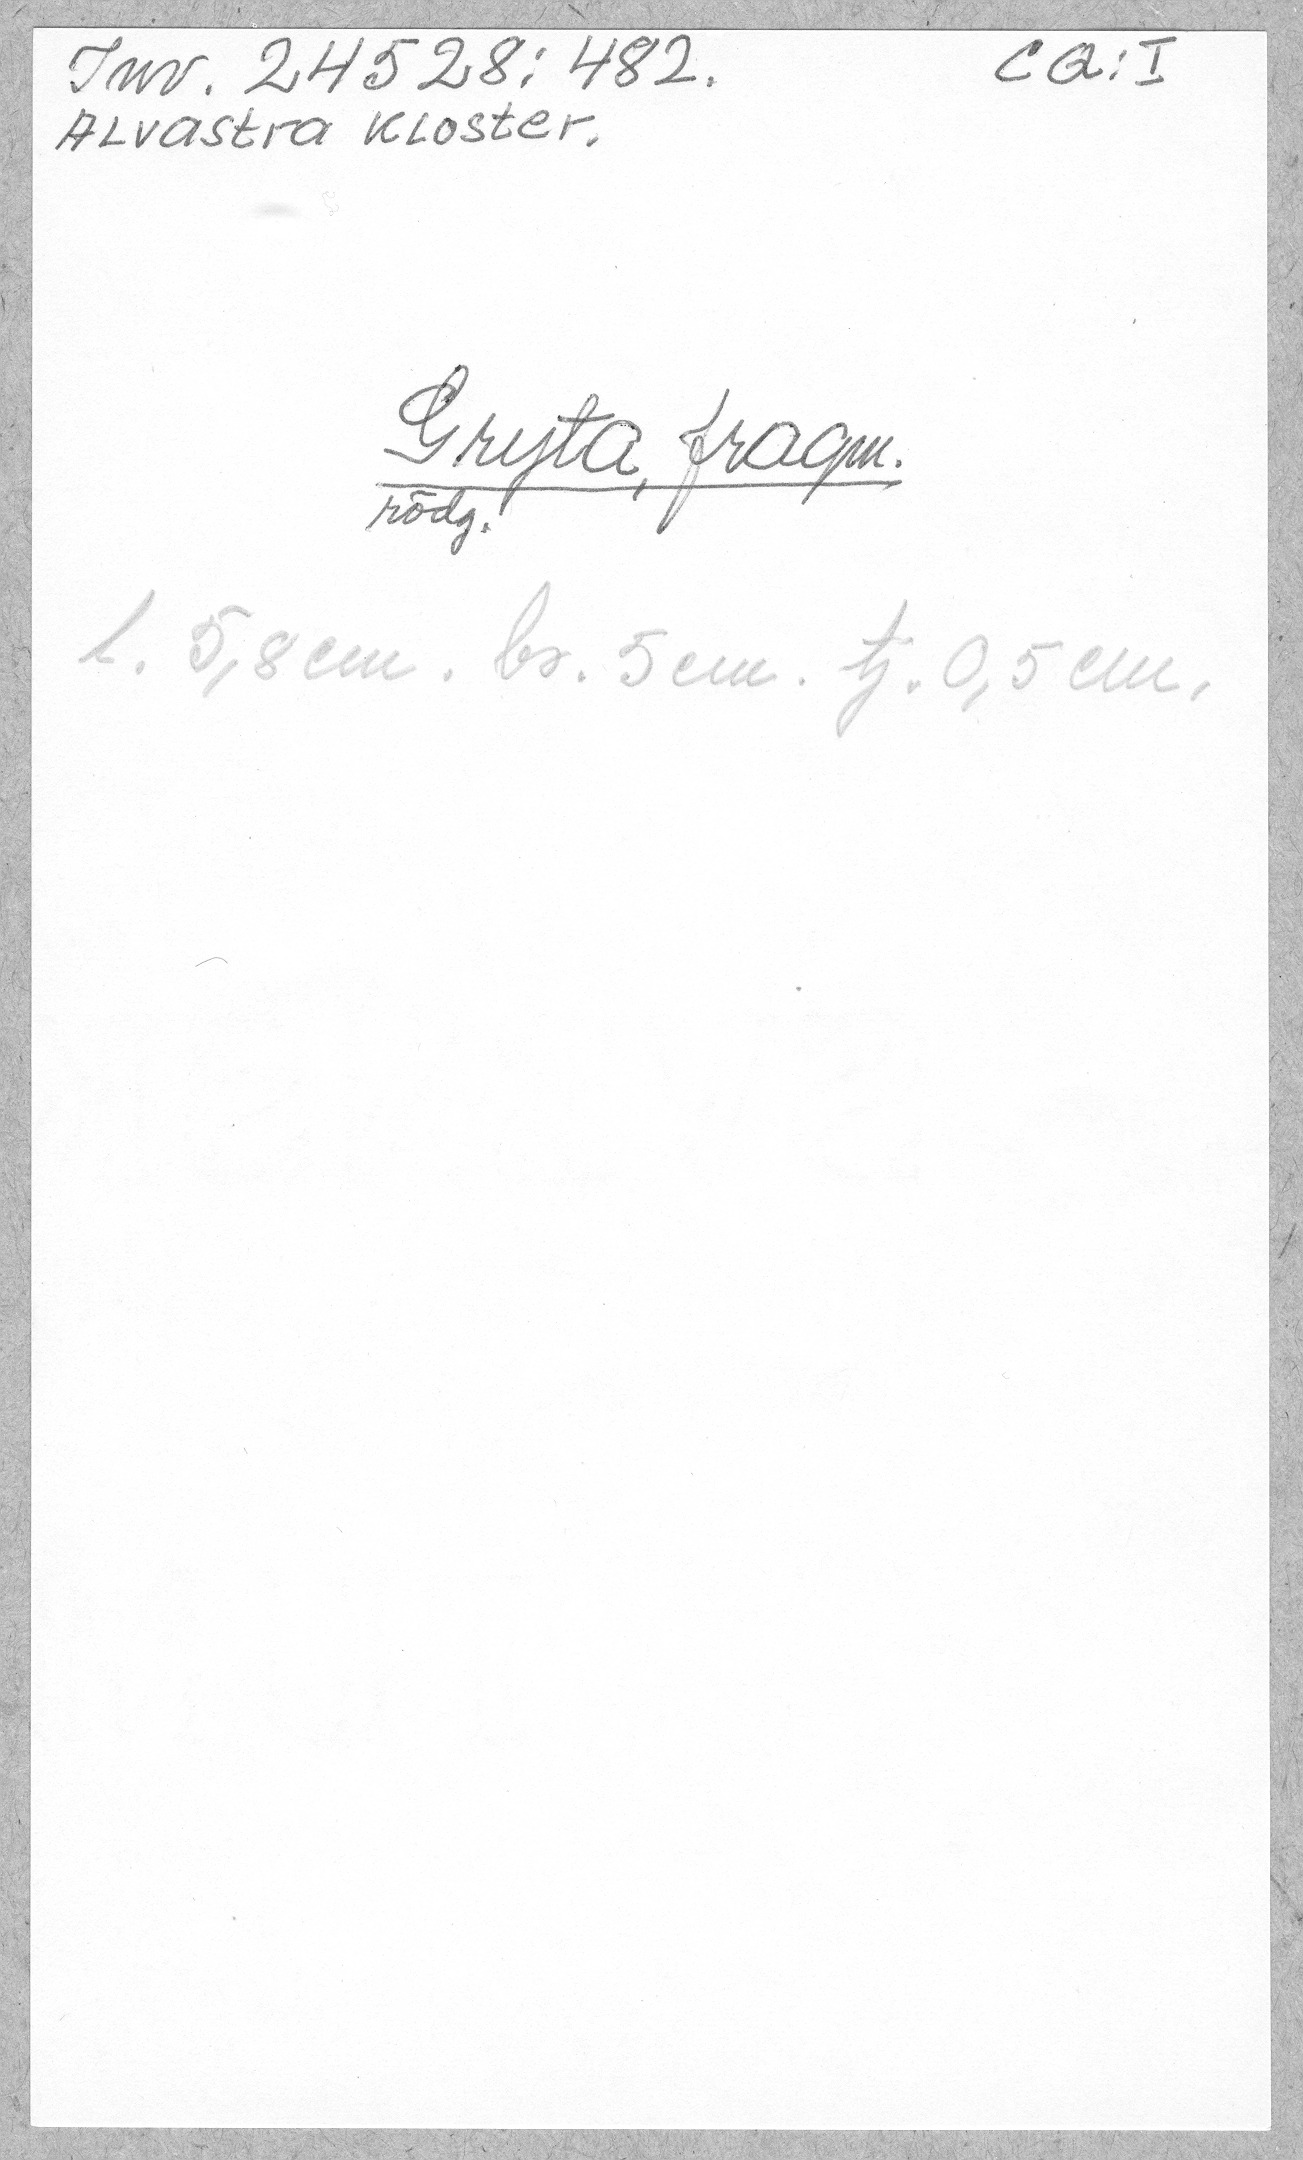 Inv. 24528:482. CQ:I
Alvastra Kloster.
Gryta, fragm.
rödg.
l. 5,8 cm. br. 5 cm. tj. 0,5 cm.